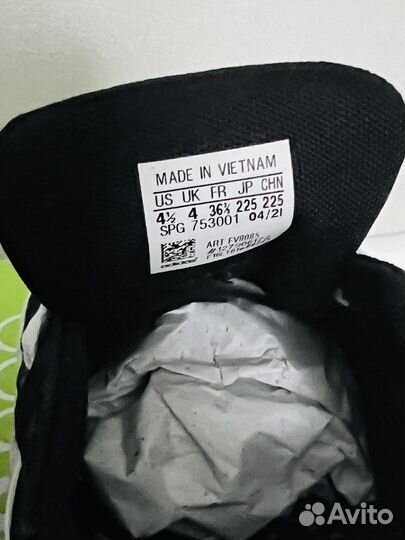 MADE IN VIETNAM
US UK FR JP CHN
4½ 4 36⅔ 225 225
SPG 753001 04/21
ART FV8085
adidas
Avito